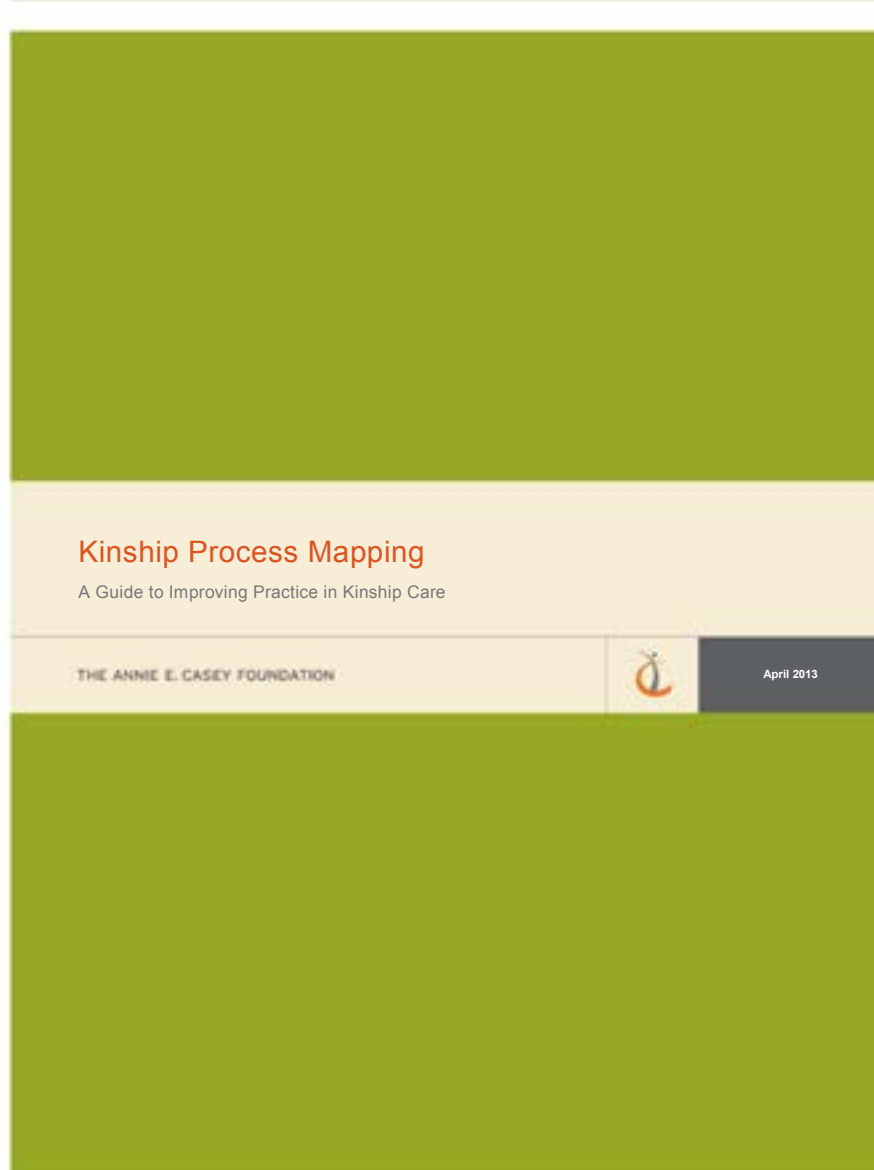 Kinship Process Mapping
A Guide to Improving Practice in Kinship Care
THE ANNIE E. CASEY FOUNDATION
April 2013